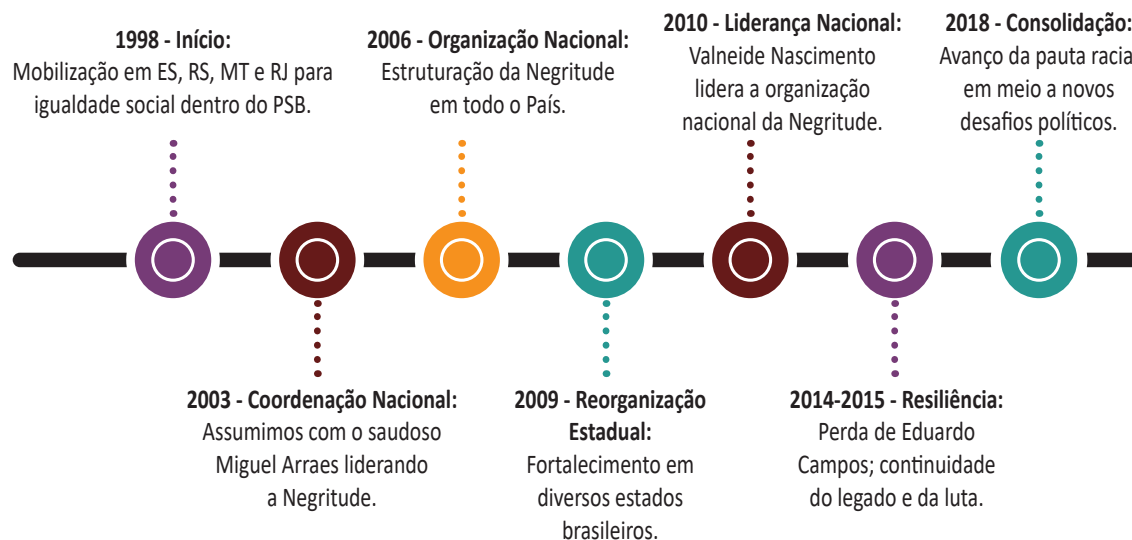 1998 - Início:
Mobilização em ES, RS, MT e RJ para
igualdade social dentro do PSB.
2003 - Coordenação Nacional:
Assumimos com o saudoso
Miguel Arraes liderando
a Negritude.
2006 - Organização Nacional:
Estruturação da Negritude
em todo o País.
2009 - Reorganização
Estadual:
Fortalecimento em
diversos estados
brasileiros.
2010 - Liderança Nacional:
Valneide Nascimento
lidera a organização
nacional da Negritude.
2014-2015 - Resiliência:
Perda de Eduardo
Campos; continuidade
do legado e da luta.
2018 - Consolidação:
Avanço da pauta racia
em meio a novos
desafios políticos.